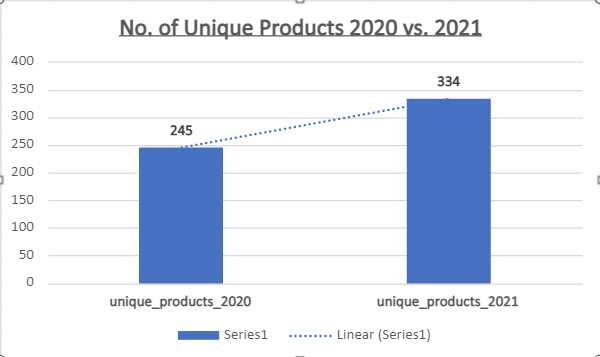 No. of Unique Products 2020 vs. 2021
400
350
300
250
200
150
100
50
0
245
334
unique_products_2020
unique_products_2021
Series1
Linear (Series1)